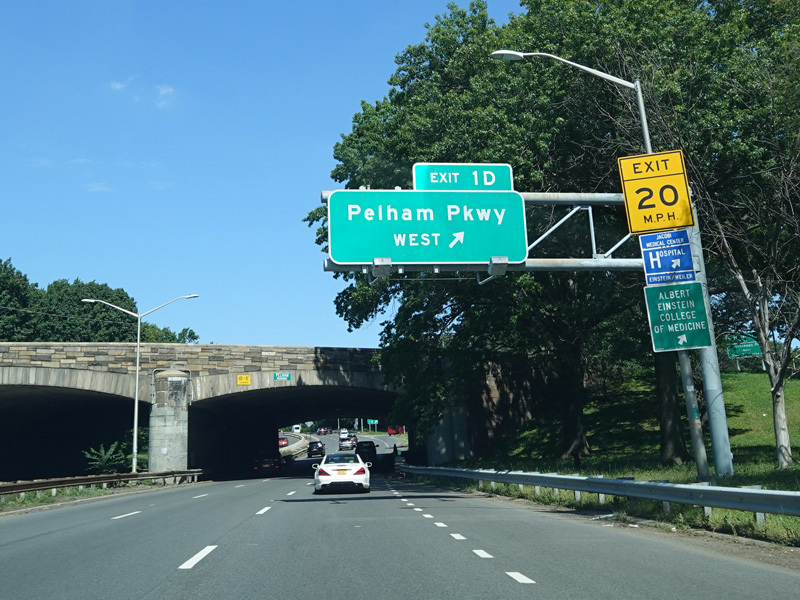 EXIT 1D
Pelham Pkwy
WEST
EXIT
20
M.P.H.
JACOBI
MEDICAL CENTER
HOSPITAL
EINSTEIN/WEILER
ALBERT
EINSTEIN
COLLEGE
OF MEDICINE